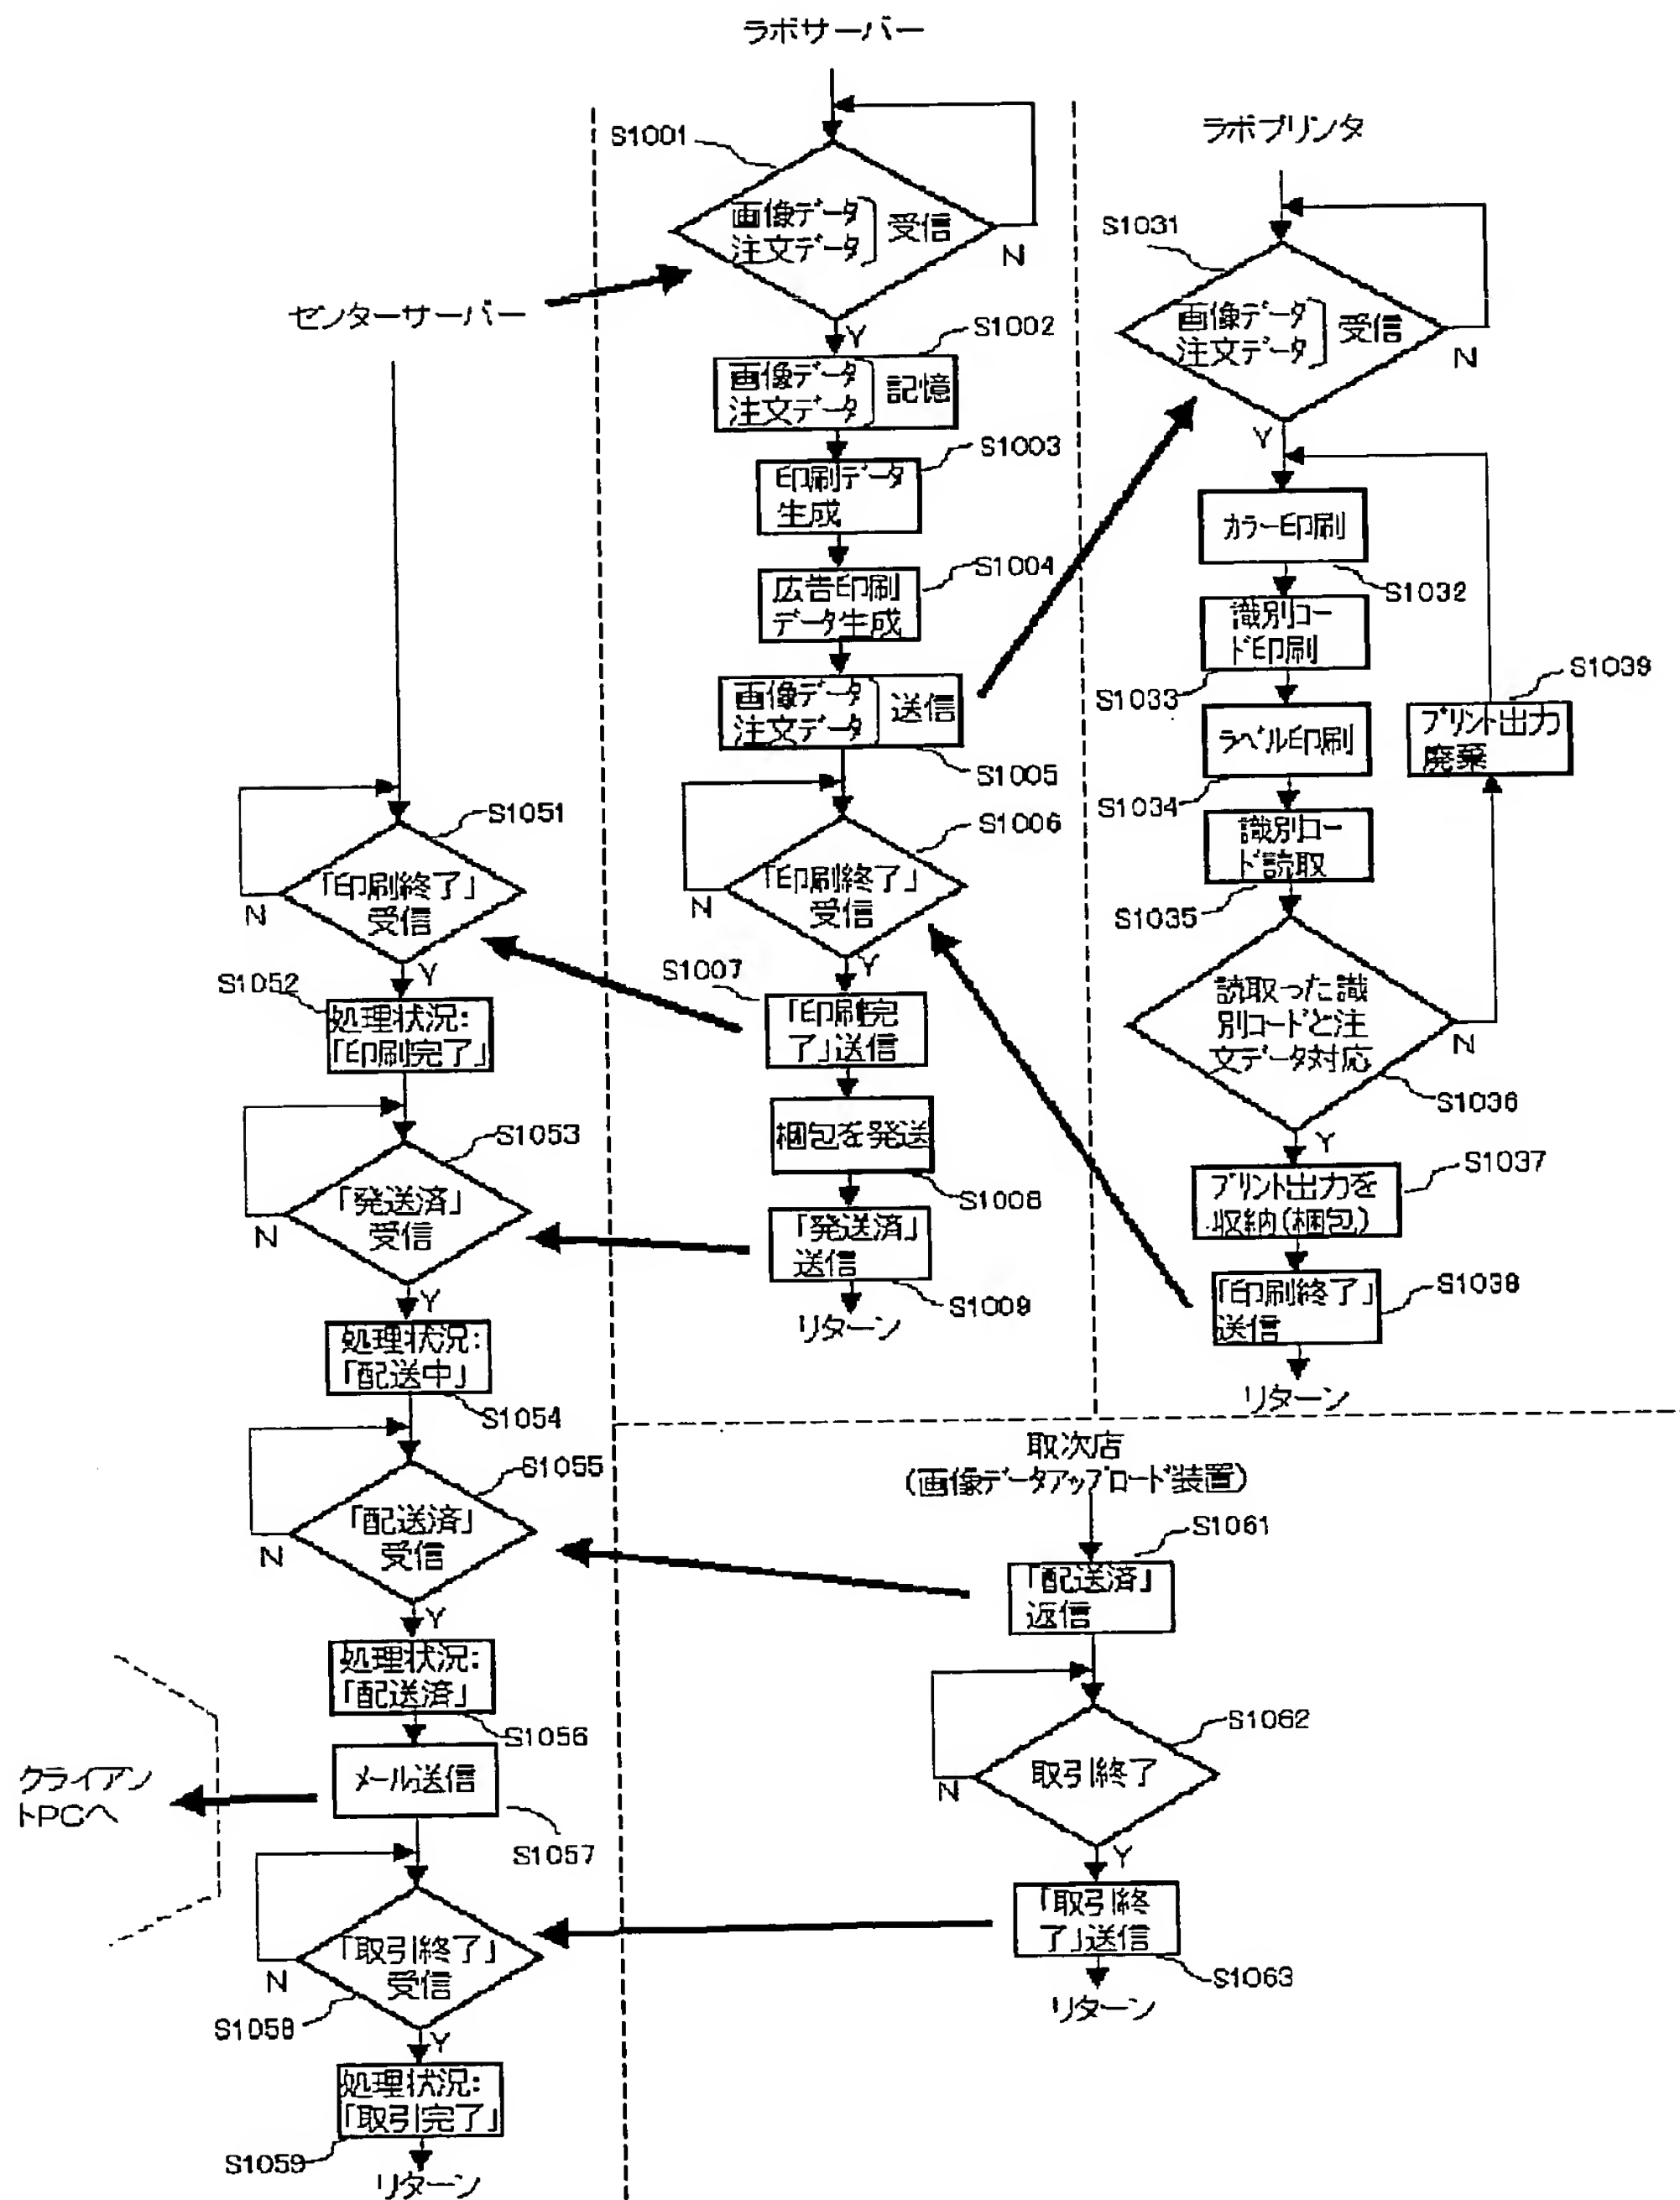 ラボサーバー
S1001
画像データ
注文データ
受信
N
Y
S1002
画像データ
注文データ
記憶
S1003
印刷データ
生成
S1004
広告印刷
データ生成
画像データ
注文データ
送信
S1005
S1006
「印刷終了」
受信
N
Y
S1007
「印刷完
了」送信
梱包を発送
S1008
「発送済」
送信
S1009
リターン
ラボプリンタ
S1031
画像データ
注文データ
受信
N
Y
カラー印刷
S1032
識別コー
ド印刷
S1033
ラベル印刷
S1034
識別コー
ド読取
S1035
読取った識
別コードと注
文データ対応
N
S1036
Y
S1039
プリント出力
廃棄
プリント出力を
収納(梱包)
S1037
「印刷終了」
送信
S1038
リターン
センターサーバー
S1051
「印刷終了」
受信
N
Y
S1052
処理状況:
「印刷完了」
S1053
「発送済」
受信
N
Y
処理状況:
「配送中」
S1054
S1055
「配送済」
受信
N
Y
処理状況:
「配送済」
S1056
メール送信
S1057
クライアン
トPCへ
「取引終了」
受信
N
S1058
Y
処理状況:
「取引完了」
S1059
リターン
取次店
(画像データアップロード装置)
S1061
「配送済」
返信
S1062
取引終了
N
Y
「取引終
了」送信
S1063
リターン